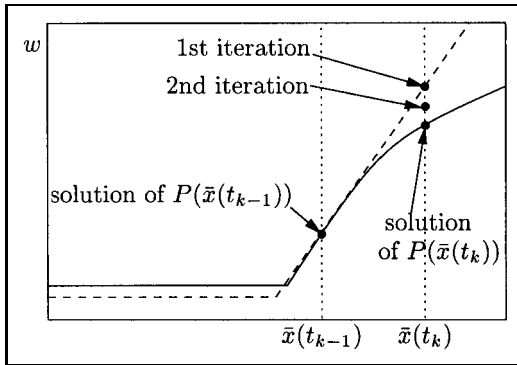 w
1st iteration
2nd iteration
solution of P(x̄(t_{k−1}))
solution
of P(x̄(t_k))
x̄(t_{k−1})
x̄(t_k)